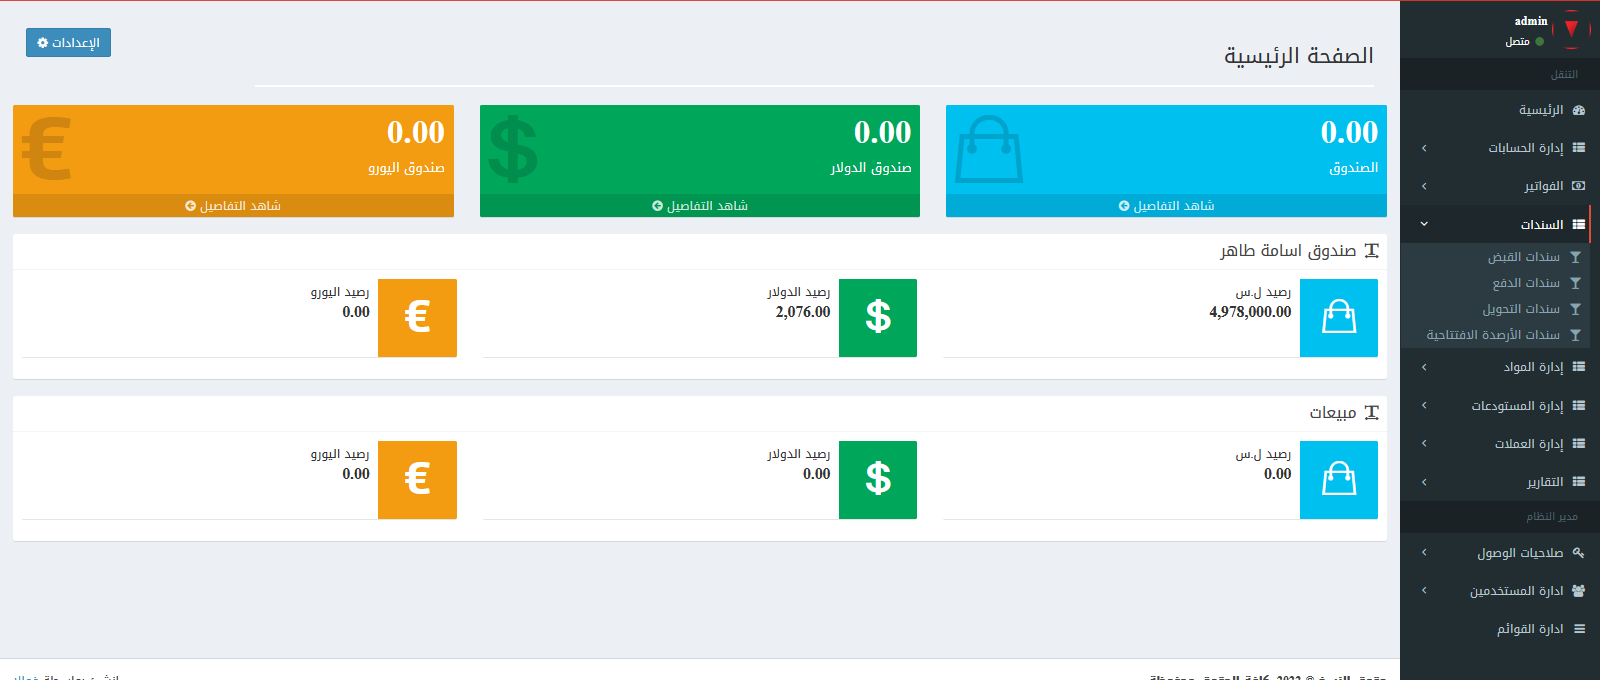 admin
متصل
التنقل
الرئيسية
إدارة الحسابات
الفواتير
السندات
سندات القبض
سندات الدفع
سندات التحويل
سندات الأرصدة الافتتاحية
إدارة المواد
إدارة المستودعات
إدارة العملات
التقارير
مدير النظام
صلاحيات الوصول
ادارة المستخدمين
ادارة القوائم
الصفحة الرئيسية
الإعدادات
0.00
الصندوق
شاهد التفاصيل
0.00
صندوق الدولار
شاهد التفاصيل
0.00
صندوق اليورو
شاهد التفاصيل
صندوق اسامة طاهر
رصيد ل.س
4,978,000.00
رصيد الدولار
2,076.00
رصيد اليورو
0.00
مبيعات
رصيد ل.س
0.00
رصيد الدولار
0.00
رصيد اليورو
0.00